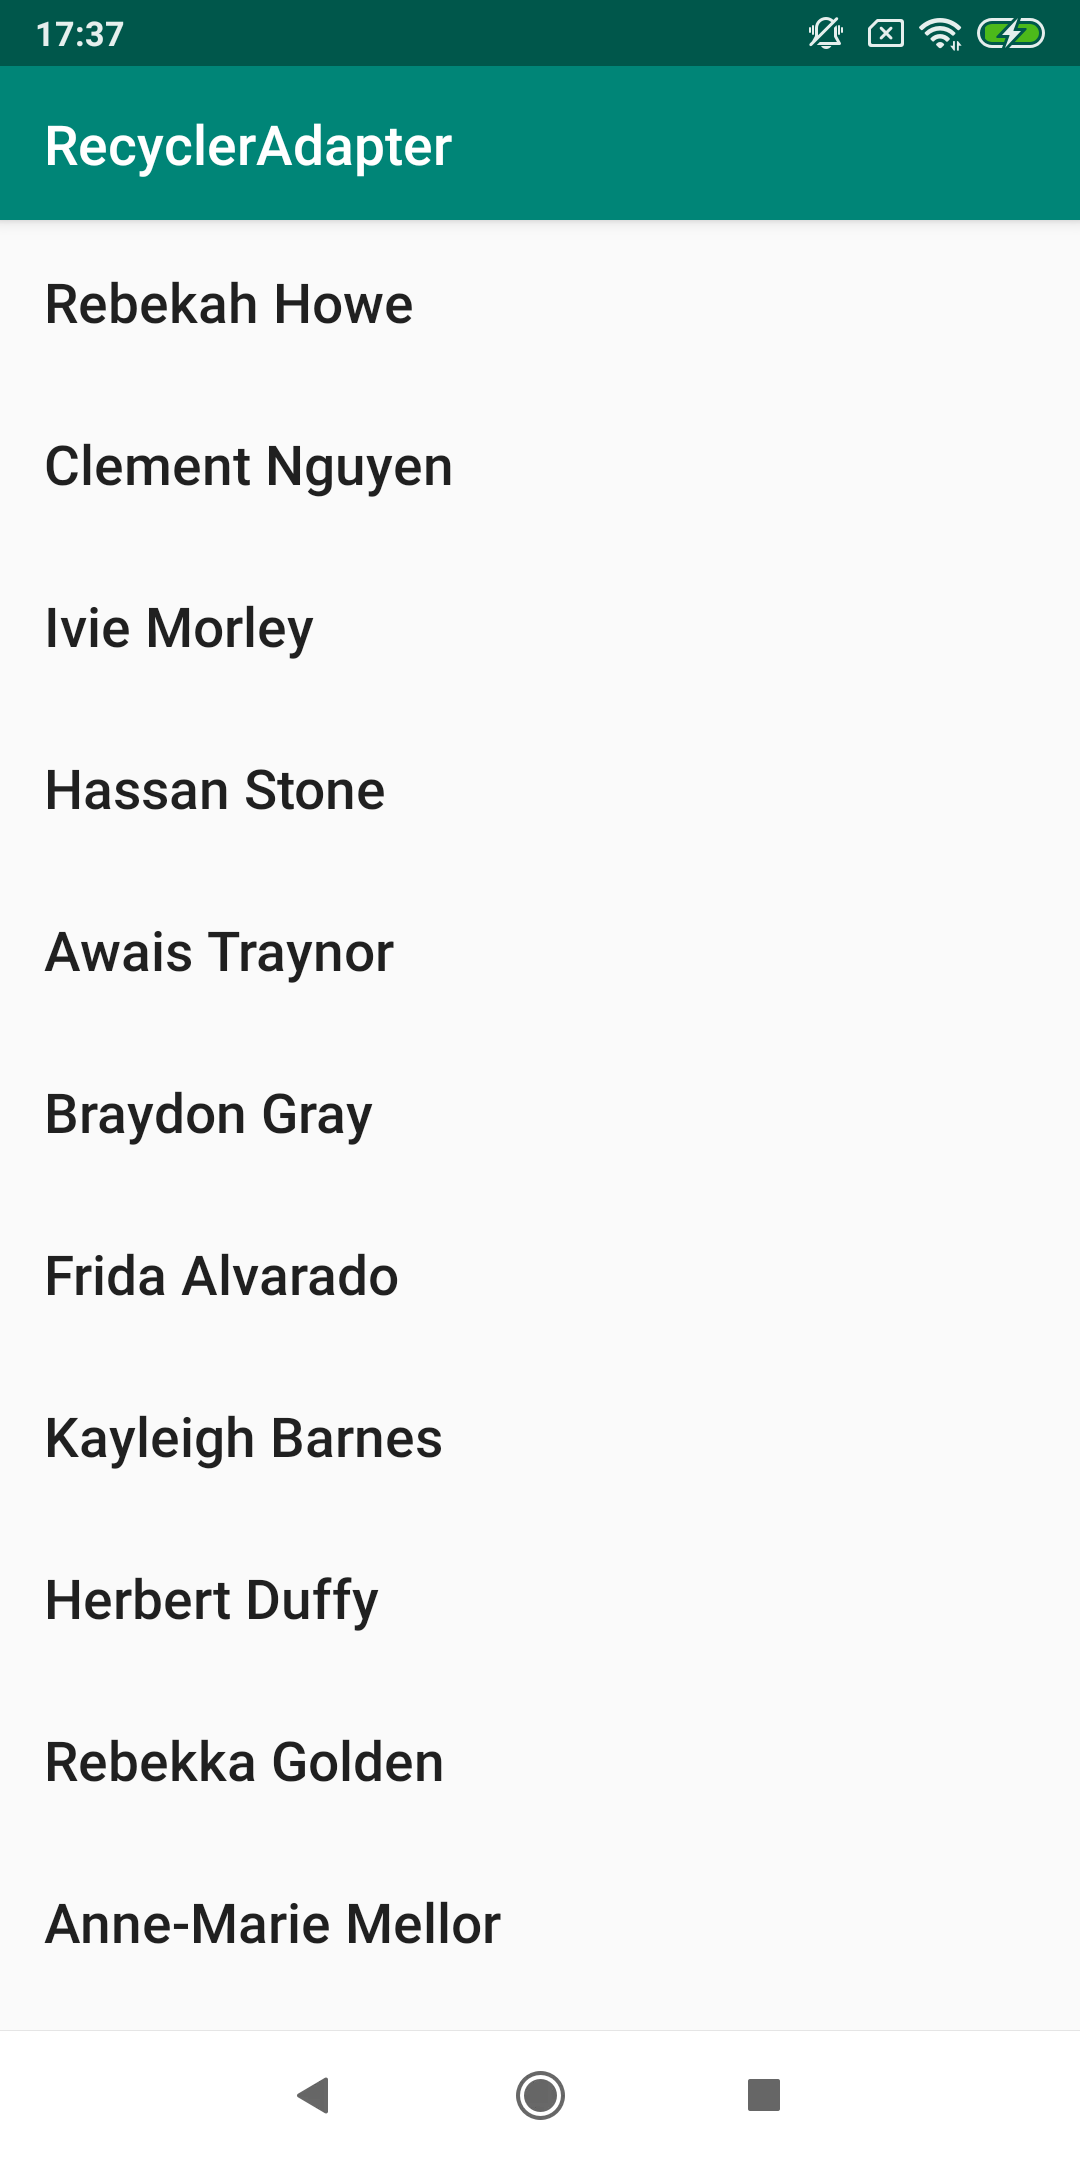 17:37
RecyclerAdapter
Rebekah Howe
Clement Nguyen
Ivie Morley
Hassan Stone
Awais Traynor
Braydon Gray
Frida Alvarado
Kayleigh Barnes
Herbert Duffy
Rebekka Golden
Anne-Marie Mellor